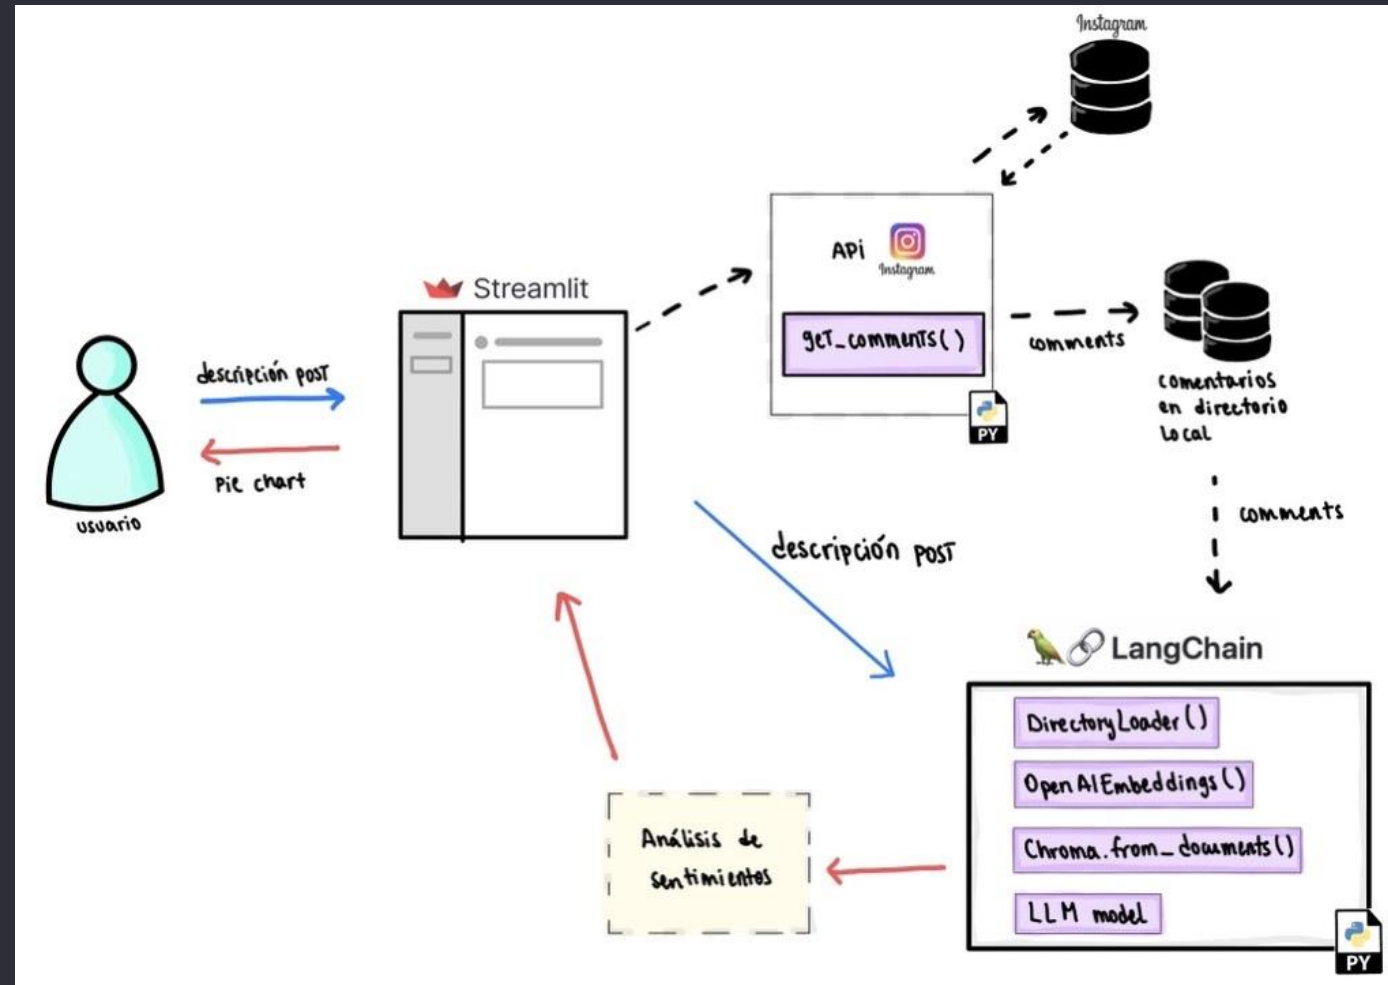 Instagram
API
Instagram
get_comments()
PY
comments
comentarios
en directorio
local
comments
Streamlit
descripción post
Pie chart
usuario
descripción post
LangChain
DirectoryLoader()
OpenAIEmbeddings()
Chroma.from_documents()
LLM model
PY
Análisis de
sentimientos